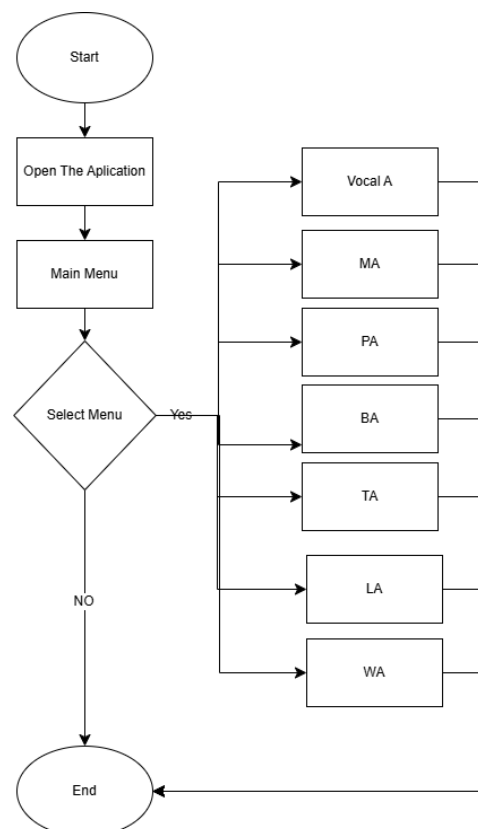 Start
Open The Aplication
Main Menu
Select Menu
Yes
NO
End
Vocal A
MA
PA
BA
TA
LA
WA